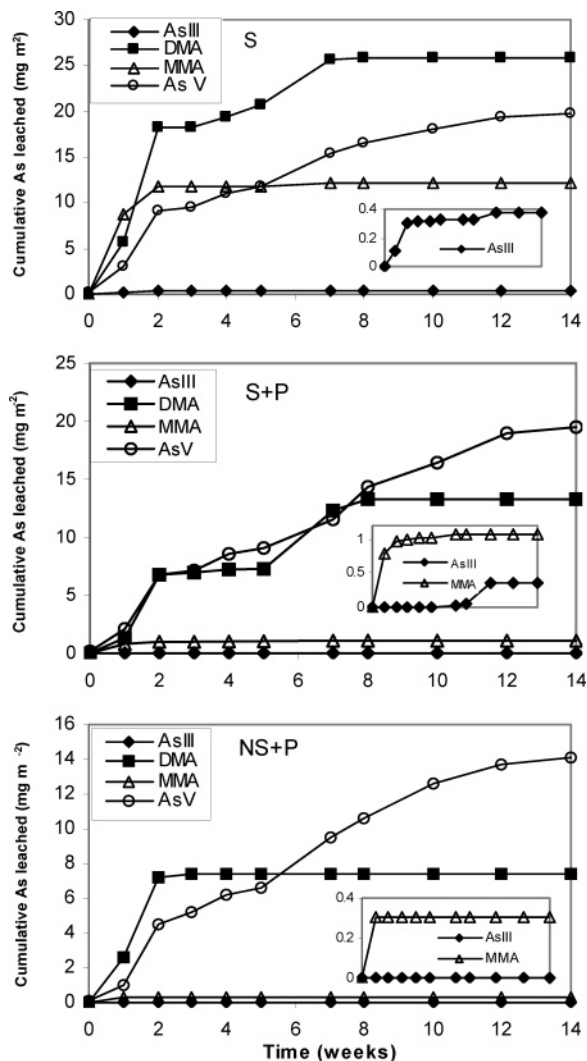 Cumulative As leached (mg m²)
30
25
20
15
10
5
0
AsIII
DMA
MMA
As V
S
0.4
0.2
0
AsIII
0 2 4 6 8 10 12 14
Cumulative As leached (mg m²)
25
20
15
10
5
0
AsIII
DMA
MMA
AsV
S+P
1
0.5
0
AsIII
MMA
0 2 4 6 8 10 12 14
Cumulative As leached (mg m -2)
16
14
12
10
8
6
4
2
0
AsIII
DMA
MMA
AsV
NS+P
0.4
0.2
0
AsIII
MMA
0 2 4 6 8 10 12 14
Time (weeks)